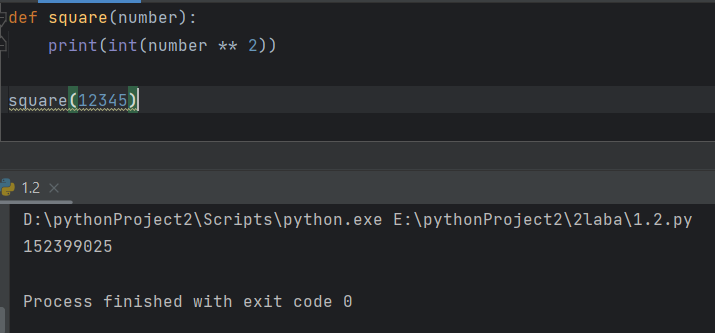 def square(number):
    print(int(number ** 2))
square(12345)
1.2
D:\pythonProject2\Scripts\python.exe E:\pythonProject2\2laba\1.2.py
152399025
Process finished with exit code 0